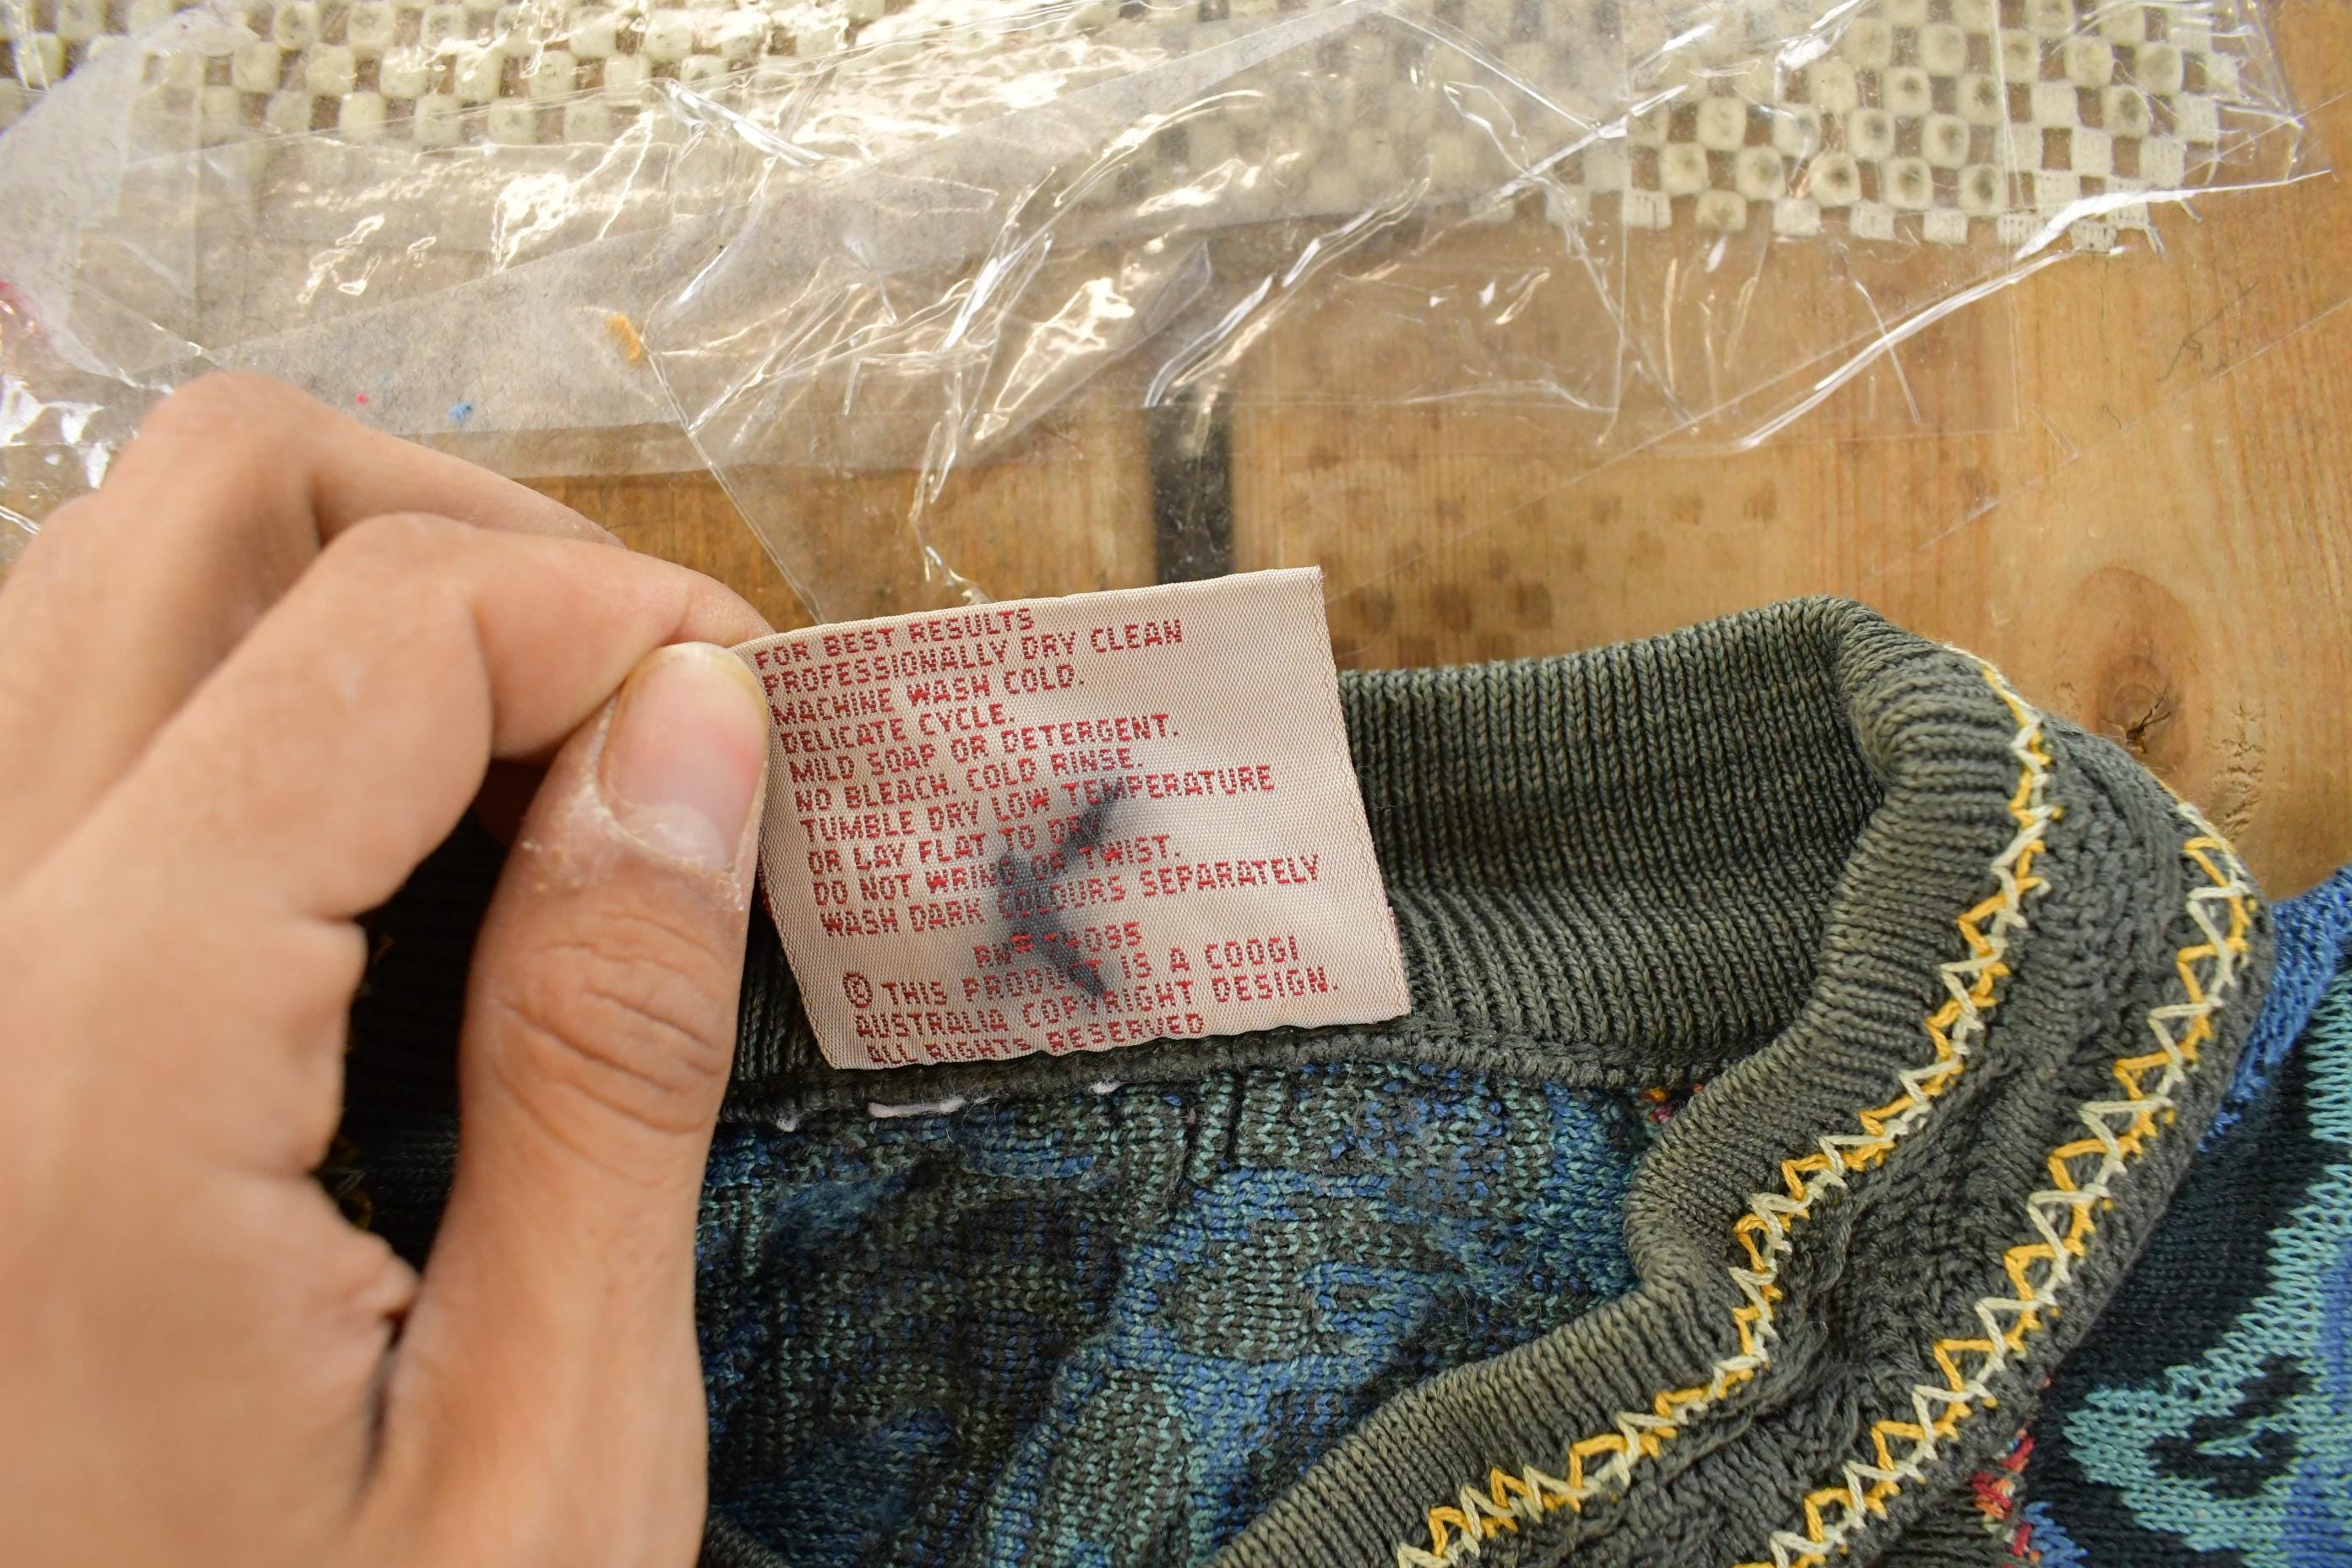 FOR BEST RESULTS
PROFESSIONALLY DRY CLEAN
MACHINE WASH COLD.
DELICATE CYCLE.
MILD SOAP OR DETERGENT.
NO BLEACH. COLD RINSE.
TUMBLE DRY LOW TEMPERATURE
OR LAY FLAT TO DRY
DO NOT WRING OR TWIST.
WASH DARK COLOURS SEPARATELY
© THIS PRODUCT IS A COOGI
AUSTRALIA COPYRIGHT DESIGN.
ALL RIGHTS RESERVED